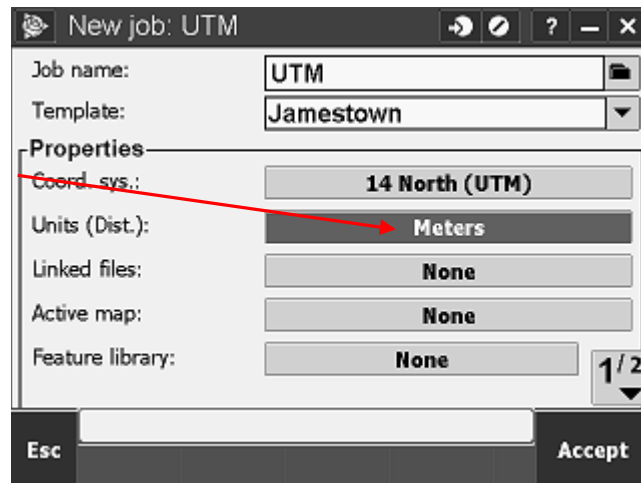 New job: UTM ? – ×
Job name: UTM
Template: Jamestown
Properties
Coord. sys.: 14 North (UTM)
Units (Dist.): Meters
Linked files: None
Active map: None
Feature library: None
1/2
Esc Accept